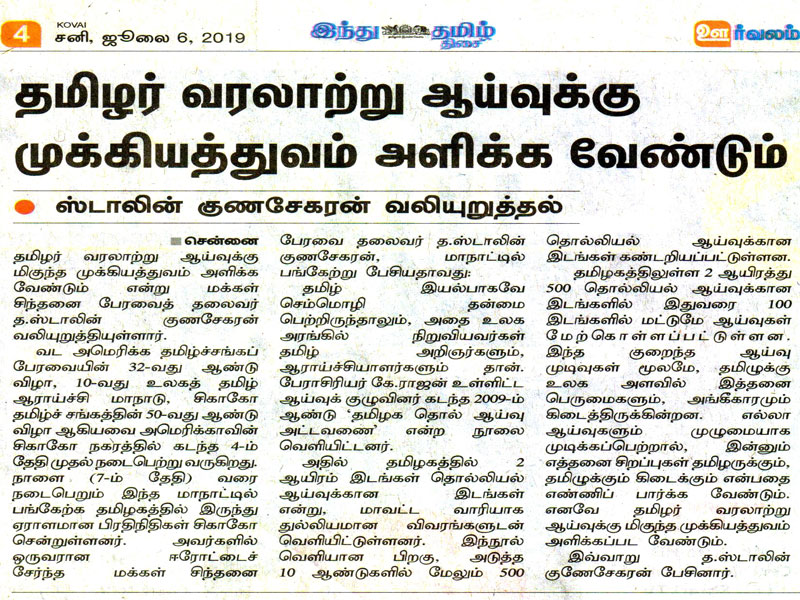 4
KOVAI
சனி, ஜூலை 6, 2019
இந்து தமிழ்
திசை
ஊர்வலம்
தமிழர் வரலாற்று ஆய்வுக்கு
முக்கியத்துவம் அளிக்க வேண்டும்
ஸ்டாலின் குணசேகரன் வலியுறுத்தல்
சென்னை
தமிழர் வரலாற்று ஆய்வுக்கு
மிகுந்த முக்கியத்துவம் அளிக்க
வேண்டும் என்று மக்கள்
சிந்தனை பேரவைத் தலைவர்
த.ஸ்டாலின் குணசேகரன்
வலியுறுத்தியுள்ளார்.
வட அமெரிக்க தமிழ்ச்சங்கப்
பேரவையின் 32-வது ஆண்டு
விழா, 10-வது உலகத் தமிழ்
ஆராய்ச்சி மாநாடு, சிகாகோ
தமிழ்ச் சங்கத்தின் 50-வது ஆண்டு
விழா ஆகியவை அமெரிக்காவின்
சிகாகோ நகரத்தில் கடந்த 4-ம்
தேதி முதல் நடைபெற்று வருகிறது.
நாளை (7-ம் தேதி) வரை
நடைபெறும் இந்த மாநாட்டில்
பங்கேற்க தமிழகத்தில் இருந்து
ஏராளமான பிரதிநிதிகள் சிகாகோ
சென்றுள்ளனர். அவர்களில்
ஒருவரான ஈரோட்டைச்
சேர்ந்த மக்கள் சிந்தனை
பேரவை தலைவர் த.ஸ்டாலின்
குணசேகரன், மாநாட்டில்
பங்கேற்று பேசியதாவது:
தமிழ் இயல்பாகவே
செம்மொழி தன்மை
பெற்றிருந்தாலும், அதை உலக
அரங்கில் நிறுவியவர்கள்
தமிழ் அறிஞர்களும்,
ஆராய்ச்சியாளர்களும் தான்.
பேராசிரியர் கே.ராஜன் உள்ளிட்ட
ஆய்வுக் குழுவினர் கடந்த 2009-ம்
ஆண்டு ‘தமிழக தொல் ஆய்வு
அட்டவணை’ என்ற நூலை
வெளியிட்டனர்.
அதில் தமிழகத்தில் 2
ஆயிரம் இடங்கள் தொல்லியல்
ஆய்வுக்கான இடங்கள்
என்று, மாவட்ட வாரியாக
துல்லியமான விவரங்களுடன்
வெளியிட்டுள்ளனர். இந்நூல்
வெளியான பிறகு, அடுத்த
10 ஆண்டுகளில் மேலும் 500
தொல்லியல் ஆய்வுக்கான
இடங்கள் கண்டறியப்பட்டுள்ளன.
தமிழகத்திலுள்ள 2 ஆயிரத்து
500 தொல்லியல் ஆய்வுக்கான
இடங்களில் இதுவரை 100
இடங்களில் மட்டுமே ஆய்வுகள்
மேற்கொள்ளப்பட்டுள்ளன.
இந்த குறைந்த ஆய்வு
முடிவுகள் மூலமே, தமிழுக்கு
உலக அளவில் இத்தனை
பெருமைகளும், அங்கீகாரமும்
கிடைத்திருக்கின்றன. எல்லா
ஆய்வுகளும் முழுமையாக
முடிக்கப்பெற்றால், இன்னும்
எத்தனை சிறப்புகள் தமிழருக்கும்,
தமிழுக்கும் கிடைக்கும் என்பதை
எண்ணிப் பார்க்க வேண்டும்.
எனவே தமிழர் வரலாற்று
ஆய்வுக்கு மிகுந்த முக்கியத்துவம்
அளிக்கப்பட வேண்டும்.
இவ்வாறு த.ஸ்டாலின்
குணேசேகரன் பேசினார்.